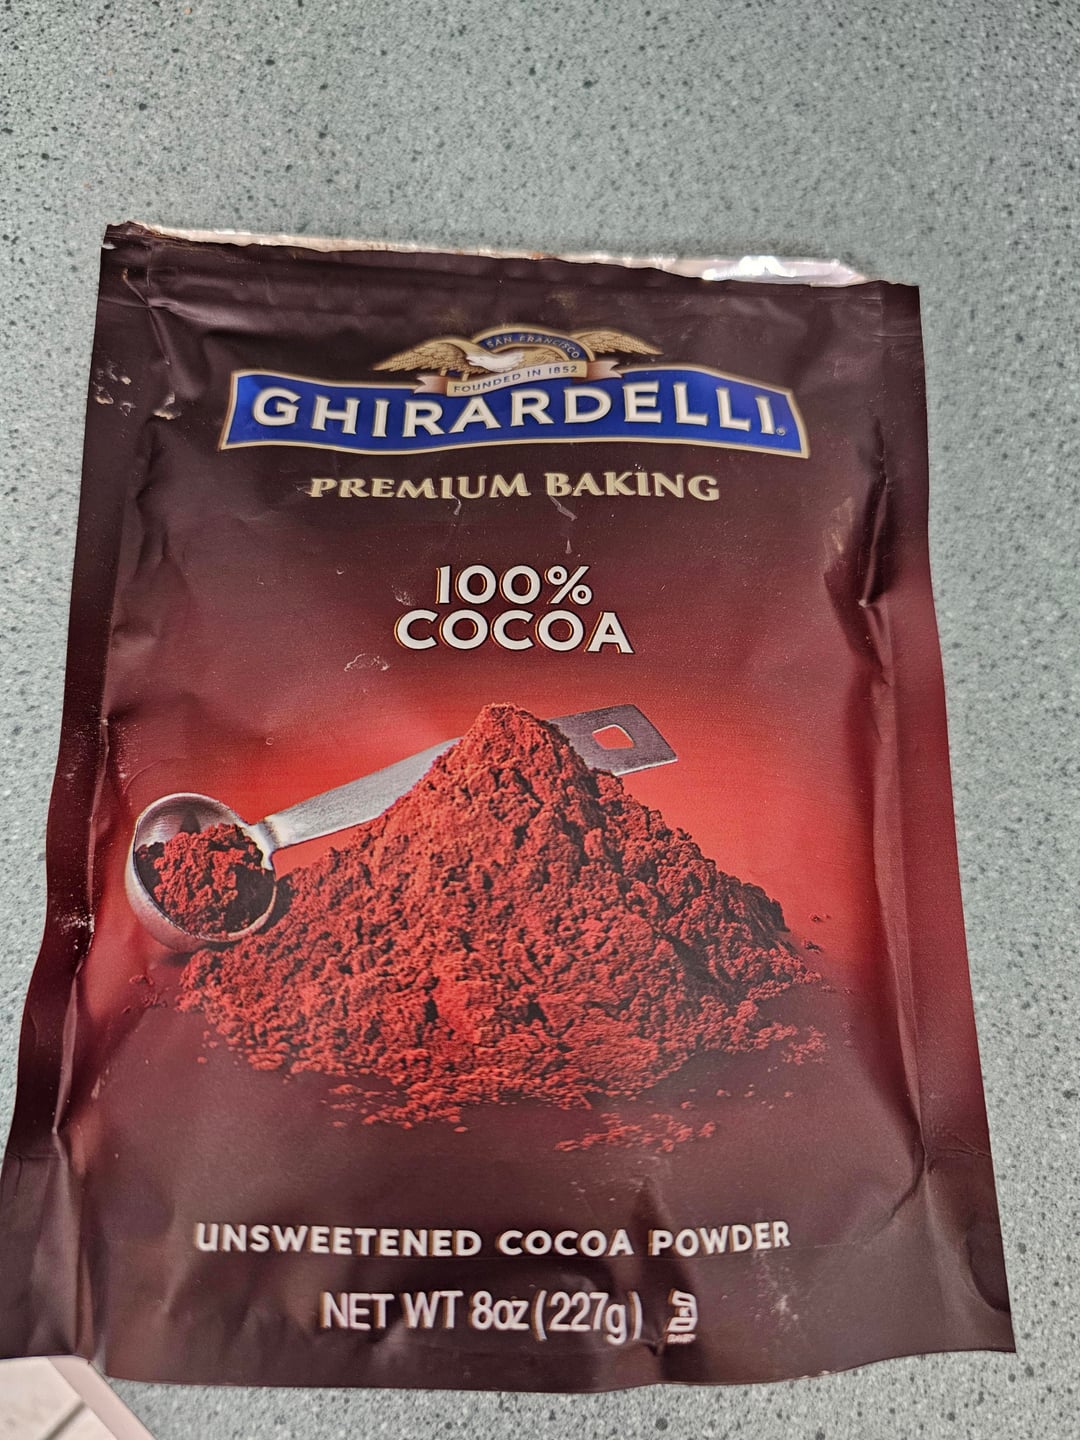 SAN FRANCISCO
FOUNDED IN 1852
GHIRARDELLI®
PREMIUM BAKING
100%
COCOA
UNSWEETENED COCOA POWDER
NET WT 8oz (227g)